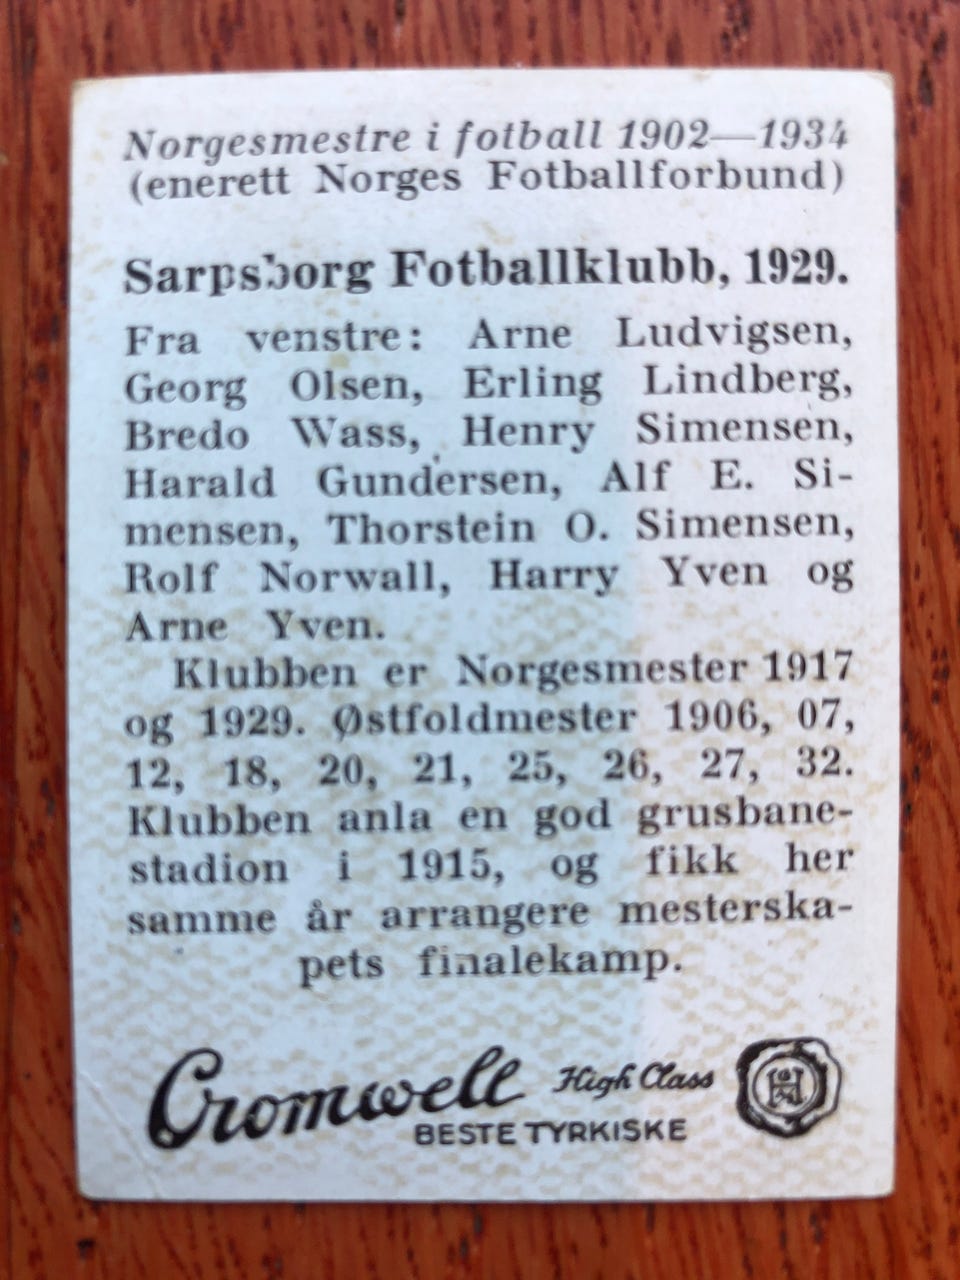 Norgesmestre i fotball 1902—1934
(enerett Norges Fotballforbund)
Sarpsborg Fotballklubb, 1929.
Fra venstre: Arne Ludvigsen,
Georg Olsen, Erling Lindberg,
Bredo Wass, Henry Simensen,
Harald Gundersen, Alf E. Si-
mensen, Thorstein O. Simensen,
Rolf Norwall, Harry Yven og
Arne Yven.
Klubben er Norgesmester 1917
og 1929. Østfoldmester 1906, 07,
12, 18, 20, 21, 25, 26, 27, 32.
Klubben anla en god grusbane-
stadion i 1915, og fikk her
samme år arrangere mesterska-
pets finalekamp.
Cromwell High Class
BESTE TYRKISKE